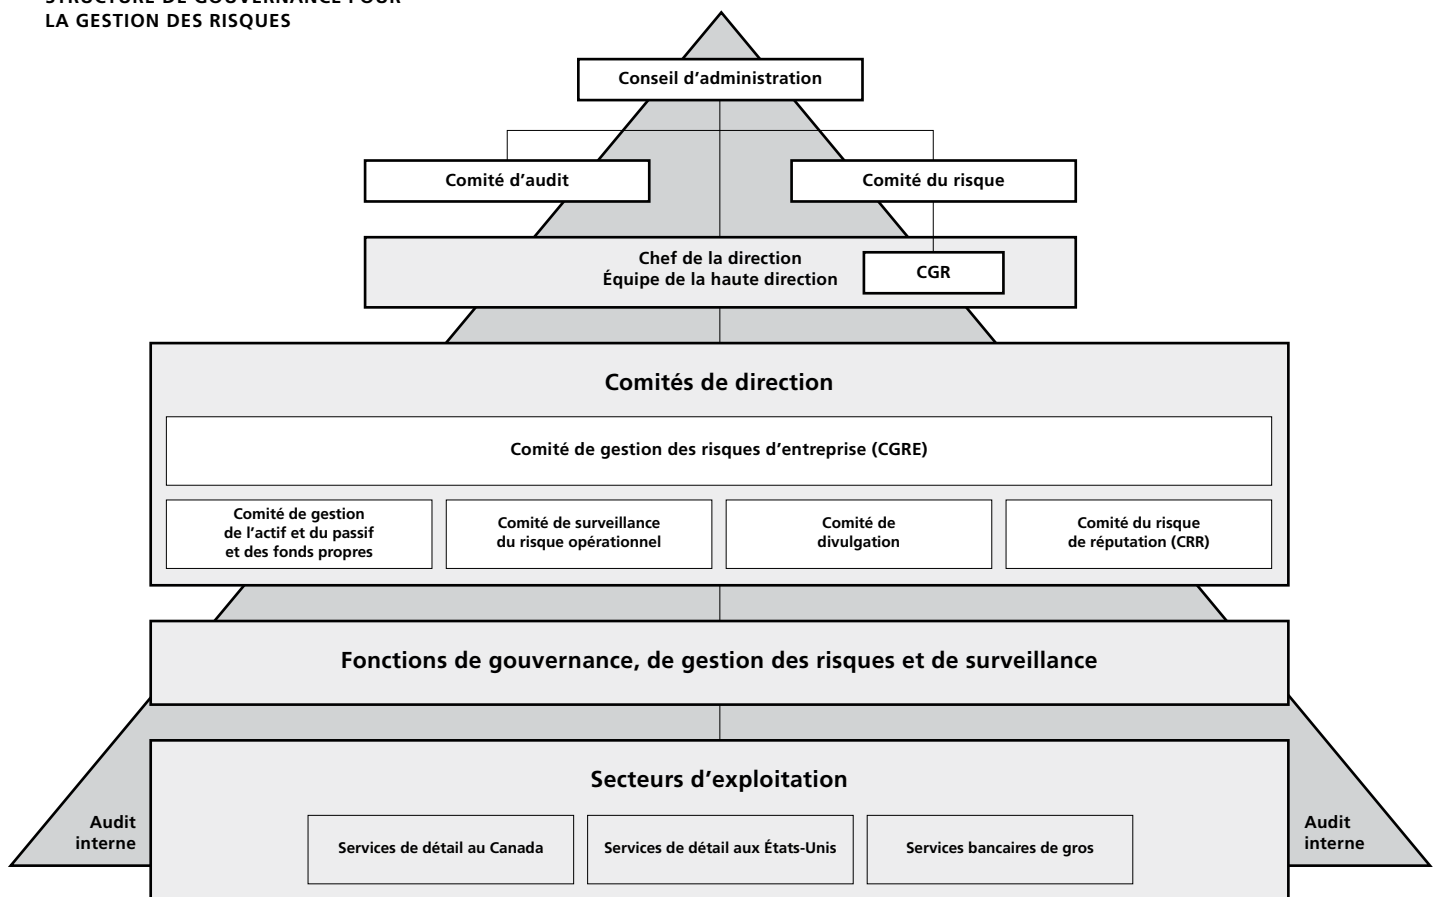 STRUCTURE DE GOUVERNANCE POUR
LA GESTION DES RISQUES
Conseil d’administration
Comité d’audit
Comité du risque
Chef de la direction
Équipe de la haute direction
CGR
Comités de direction
Comité de gestion des risques d’entreprise (CGRE)
Comité de gestion
de l’actif et du passif
et des fonds propres
Comité de surveillance
du risque opérationnel
Comité de
divulgation
Comité du risque
de réputation (CRR)
Fonctions de gouvernance, de gestion des risques et de surveillance
Secteurs d’exploitation
Audit
interne
Services de détail au Canada
Services de détail aux États-Unis
Services bancaires de gros
Audit
interne